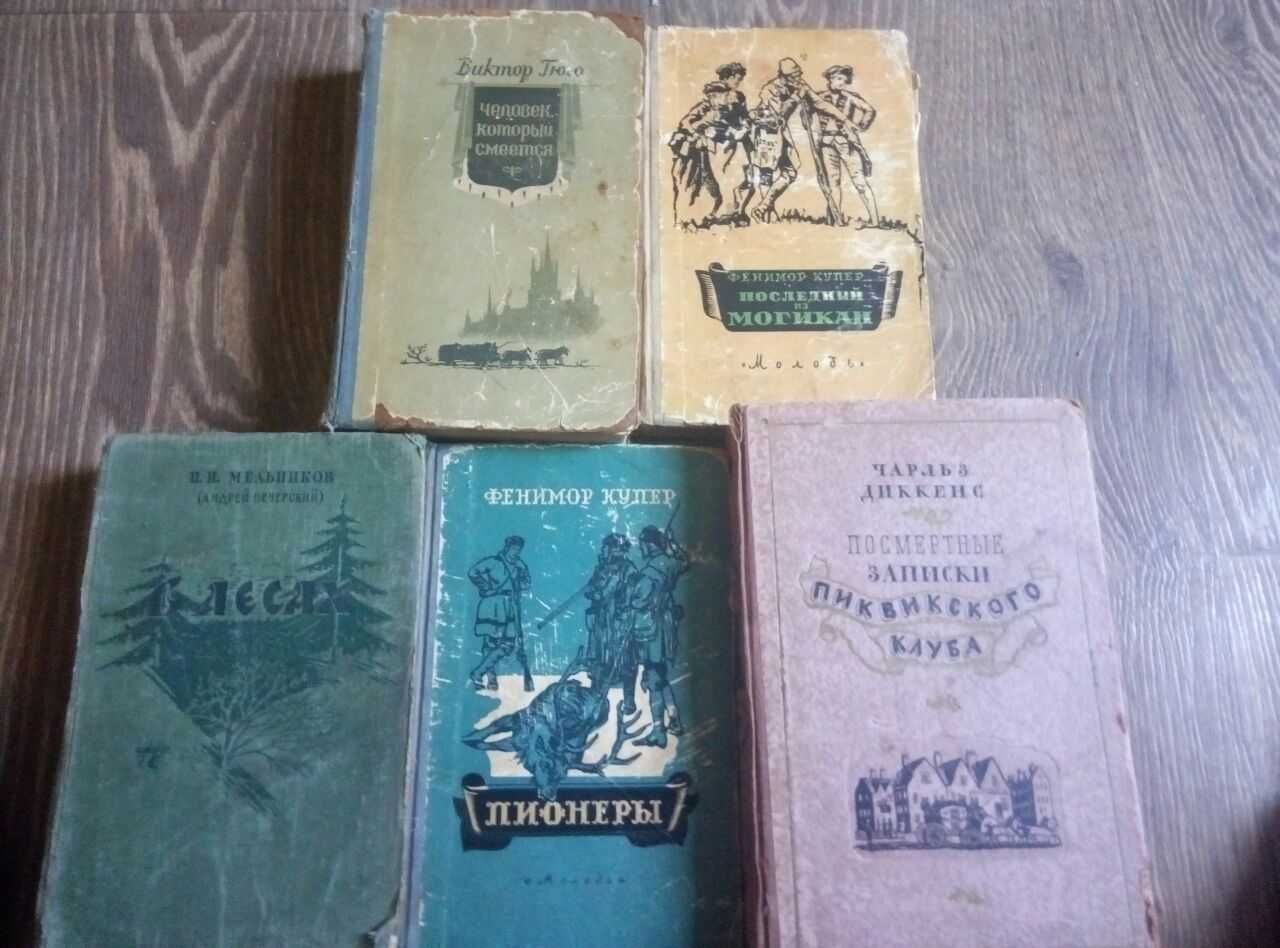 Виктор Гюго
Человек,
который
смеется
ФЕНИМОР КУПЕР
ПОСЛЕДНИЙ
ИЗ
МОГИКАН
«Молодь»
П. И. МЕЛЬНИКОВ
(АНДРЕЙ ПЕЧЕРСКИЙ)
В ЛЕСАХ
ФЕНИМОР КУПЕР
ПИОНЕРЫ
«Молодь»
ЧАРЛЬЗ
ДИККЕНС
ПОСМЕРТНЫЕ
ЗАПИСКИ
ПИКВИКСКОГО
КЛУБА